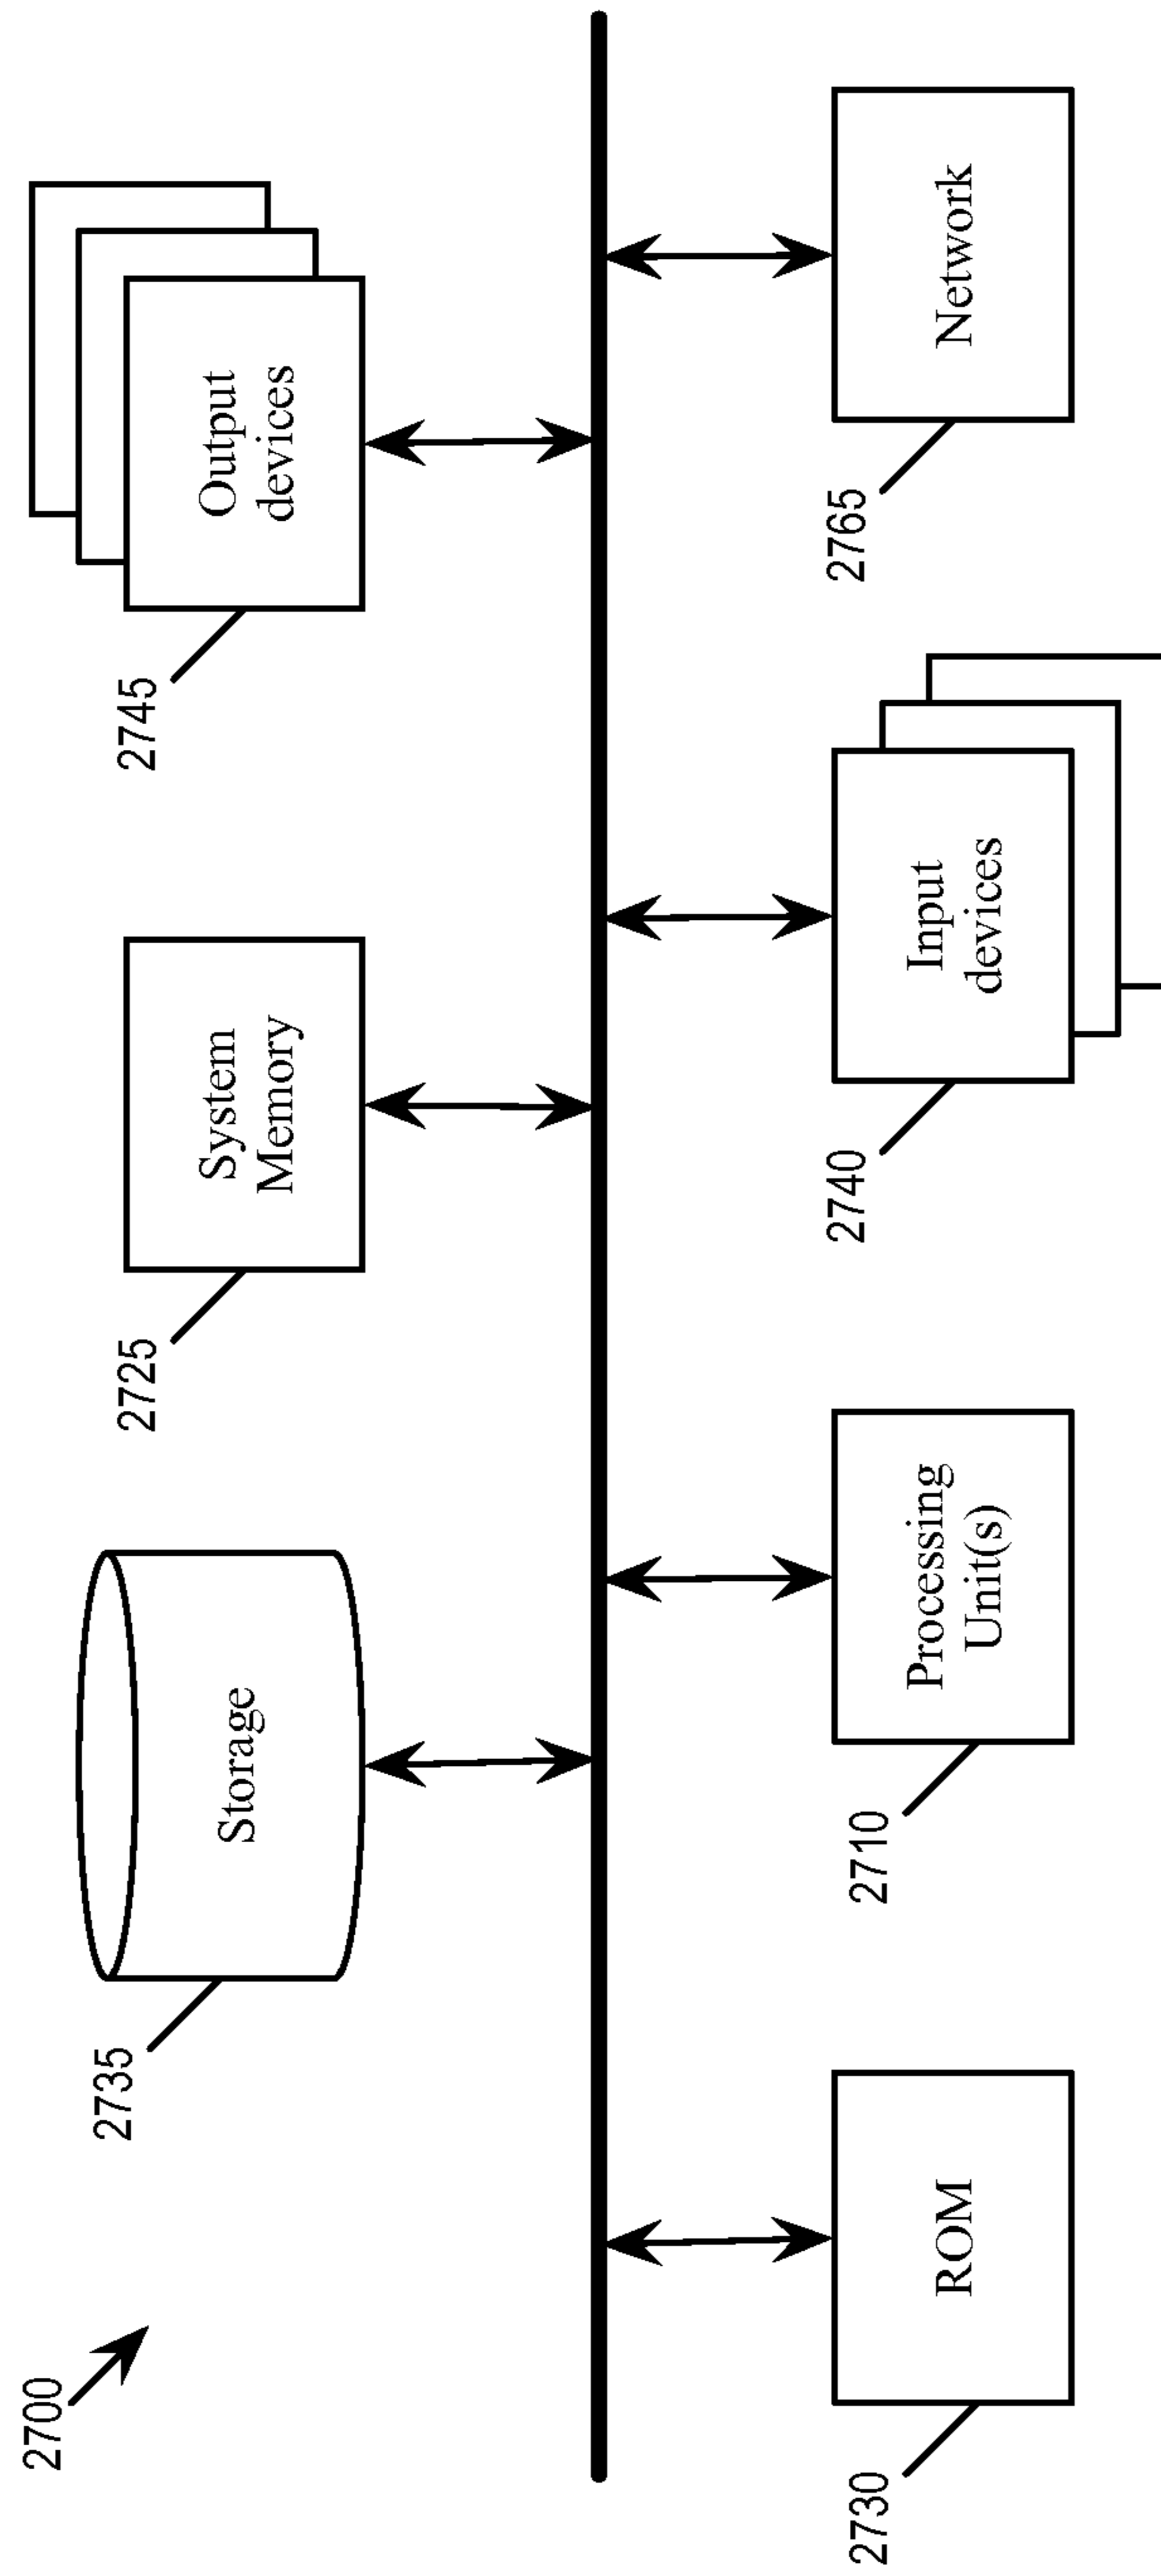 2700
2735
Storage
2725
System
Memory
2745
Output
devices
2730
ROM
2710
Processing
Unit(s)
2740
Input
devices
2765
Network